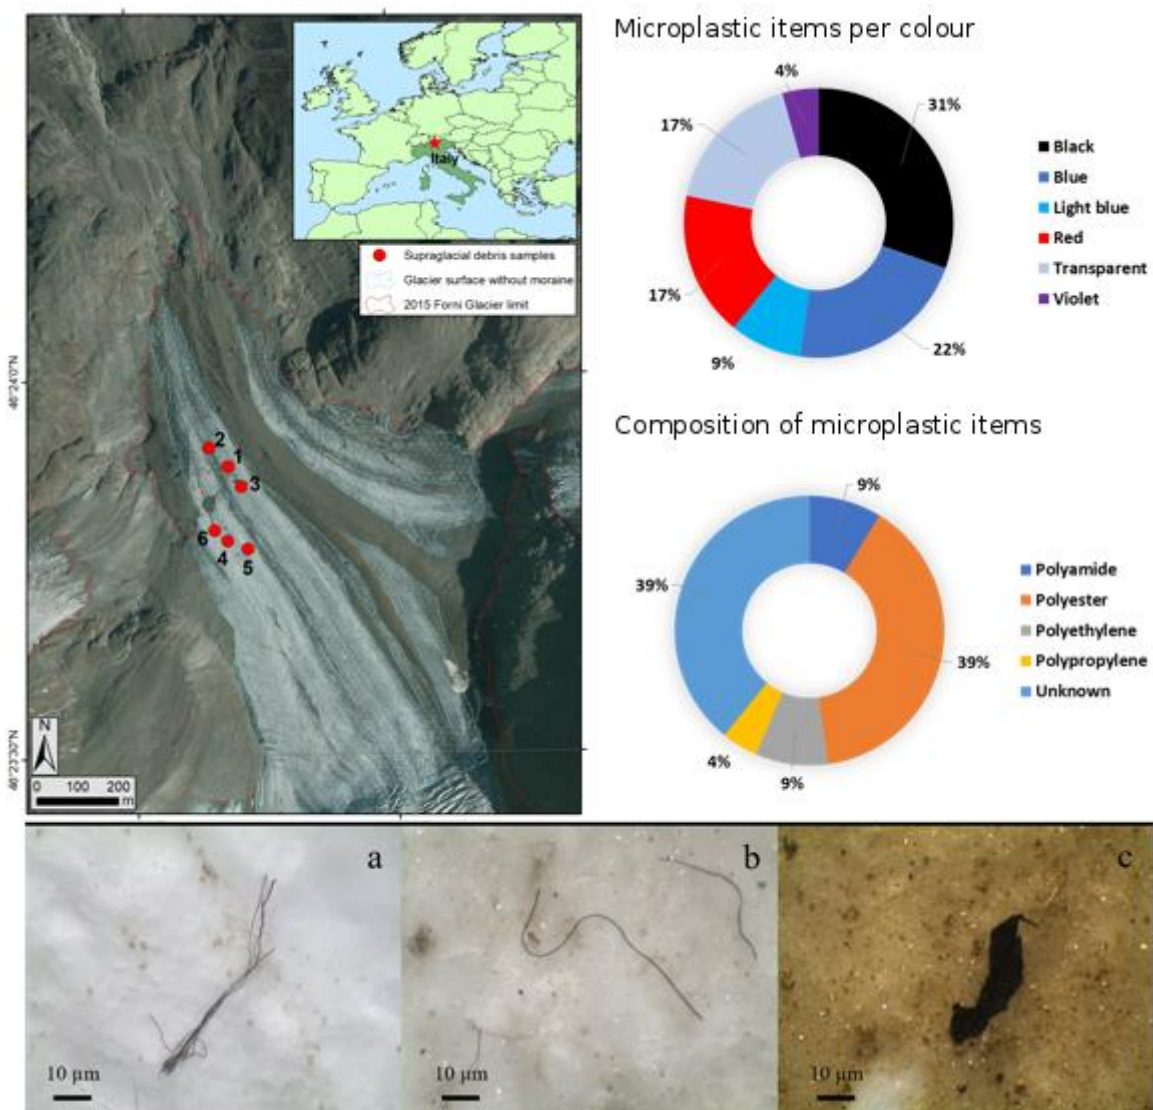 Italy
Supraglacial debris samples
Glacier surface without moraine
2015 Forni Glacier limit
46°24'0"N
2
1
3
6
4
5
46°23'30"N
N
0 100 200
m
Microplastic items per colour
4%
31%
17%
17%
9%
22%
Black
Blue
Light blue
Red
Transparent
Violet
Composition of microplastic items
9%
39%
39%
4%
9%
Polyamide
Polyester
Polyethylene
Polypropylene
Unknown
a
10 µm
b
10 µm
c
10 µm